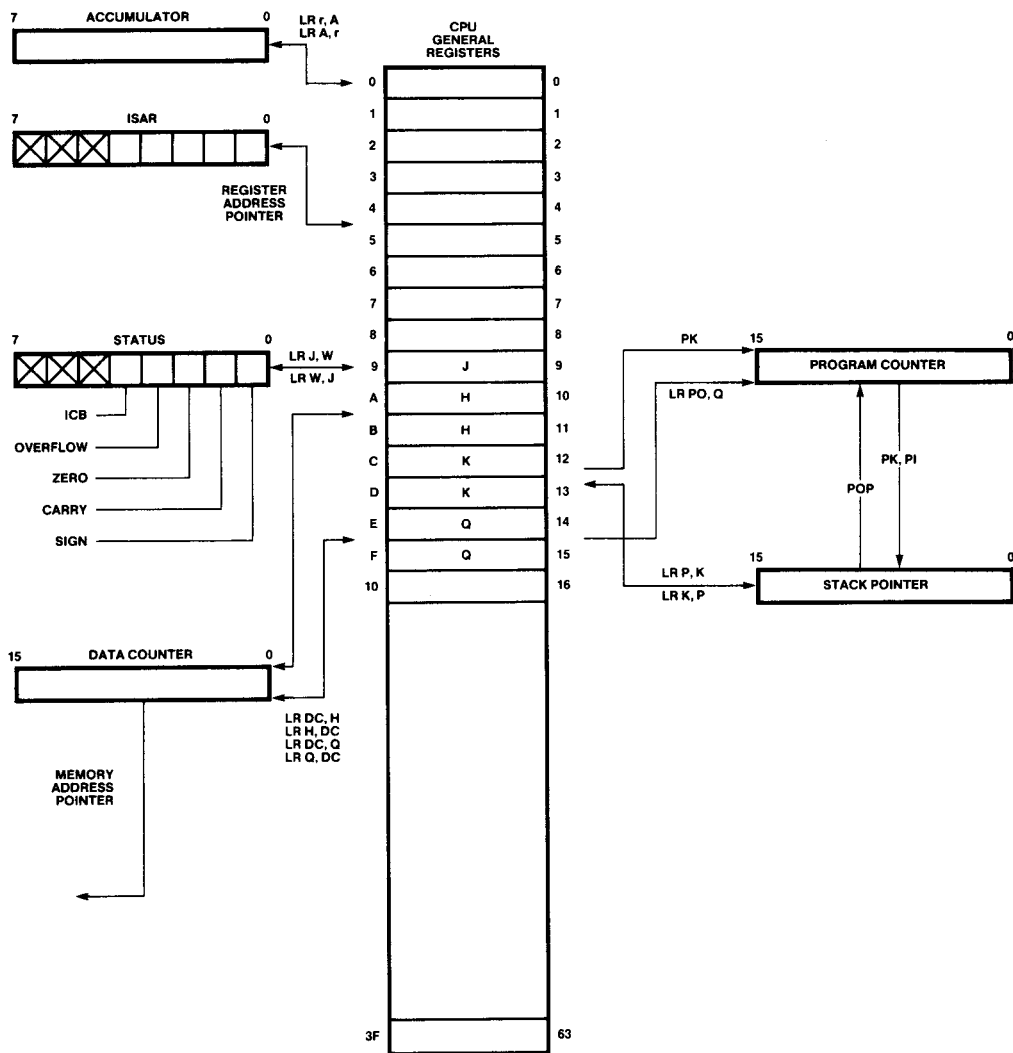 7 ACCUMULATOR 0
LR r, A
LR A, r
7 ISAR 0
REGISTER
ADDRESS
POINTER
7 STATUS 0
LR J, W
LR W, J
ICB
OVERFLOW
ZERO
CARRY
SIGN
15 DATA COUNTER 0
LR DC, H
LR H, DC
LR DC, Q
LR Q, DC
MEMORY
ADDRESS
POINTER
CPU
GENERAL
REGISTERS
0 0
1 1
2 2
3 3
4 4
5 5
6 6
7 7
8 8
9 J 9
A H 10
B H 11
C K 12
D K 13
E Q 14
F Q 15
10 16
3F 63
PK
15 0
PROGRAM COUNTER
LR PO, Q
PK, PI
POP
15 0
STACK POINTER
LR P, K
LR K, P